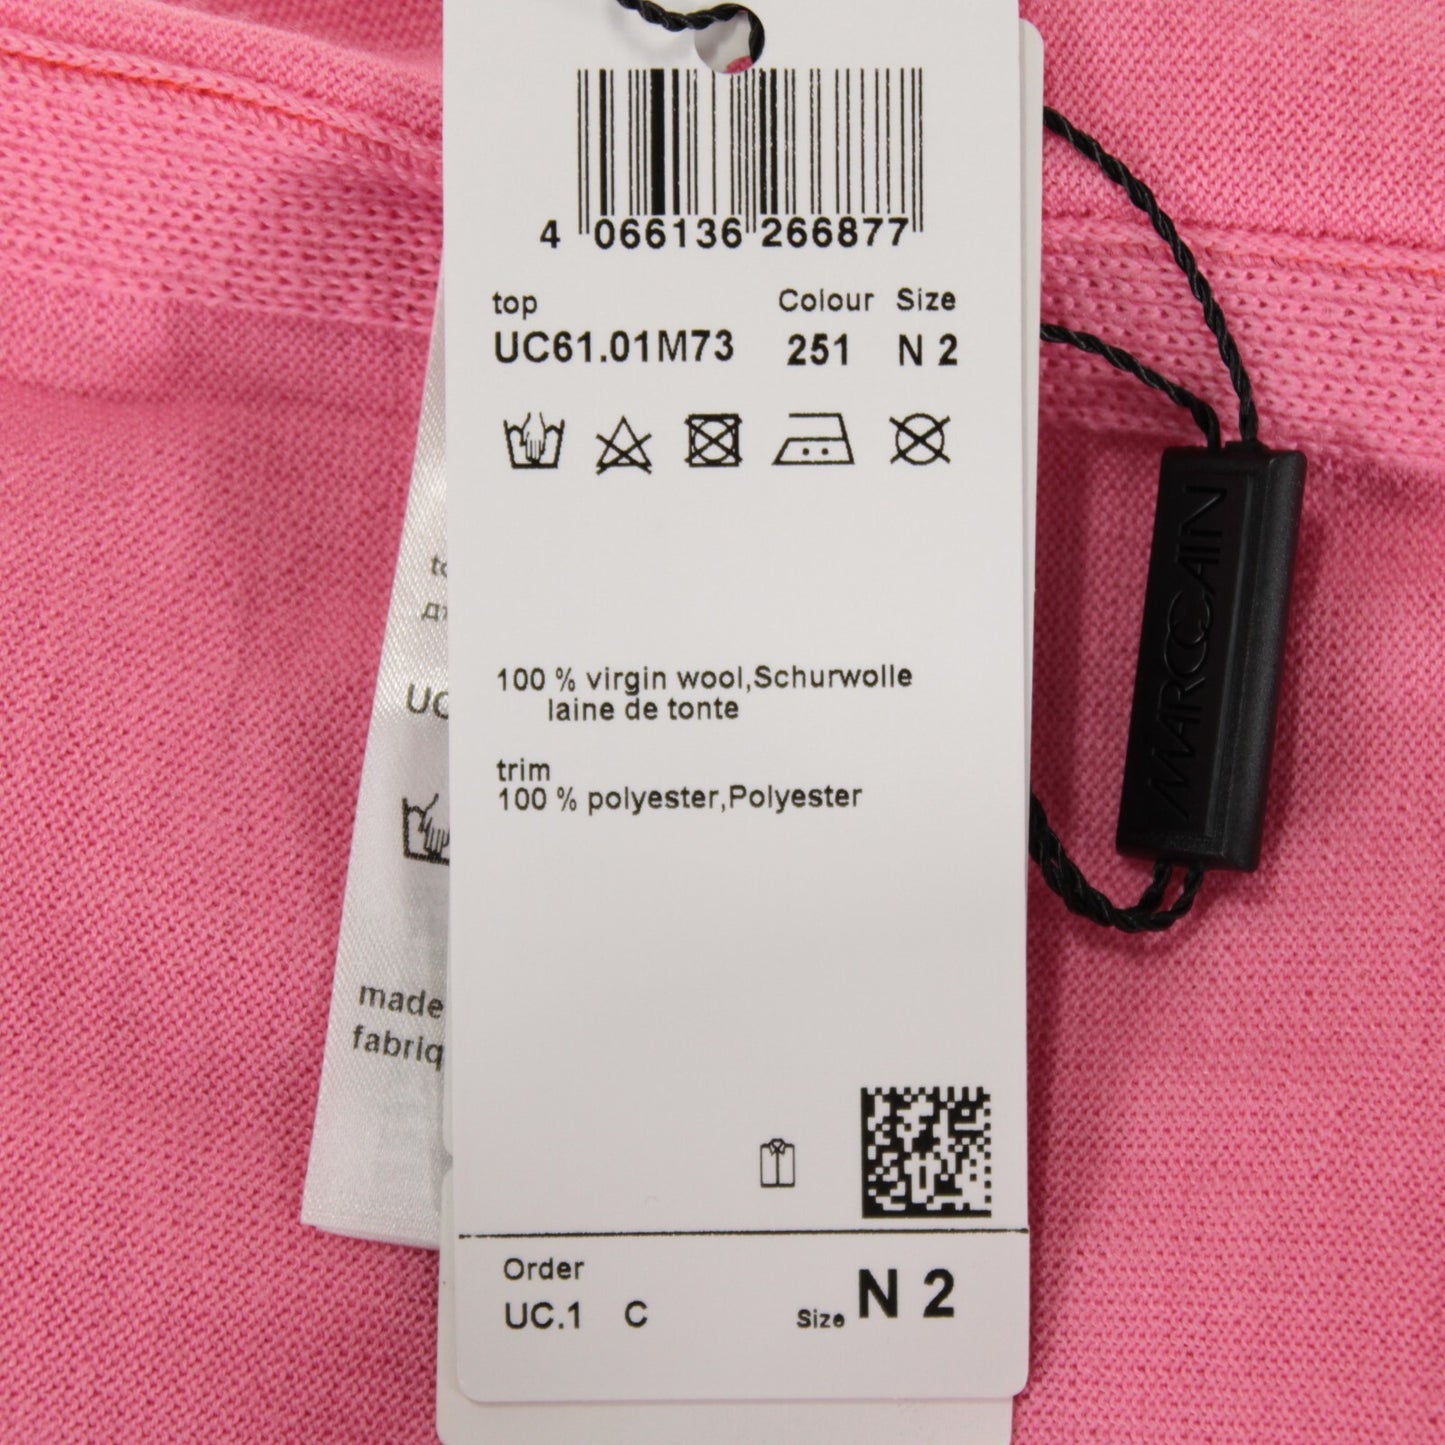 4 066136 266877
top Colour Size
UC61.01M73 251 N 2
100 % virgin wool,Schurwolle
laine de tonte
trim
100 % polyester,Polyester
Order
UC.1 C Size N 2
MARCCAIN
UC
made
fabriq